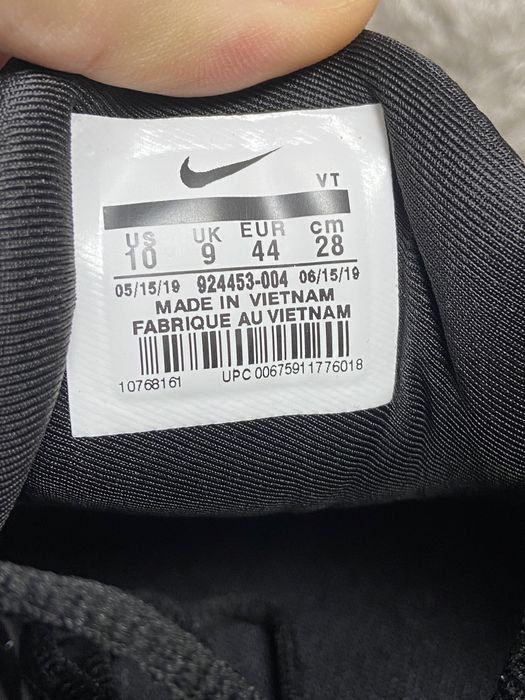 VT
US UK EUR cm
10 9 44 28
05/15/19 924453-004 06/15/19
MADE IN VIETNAM
FABRIQUE AU VIETNAM
10768161 UPC 00675911776018